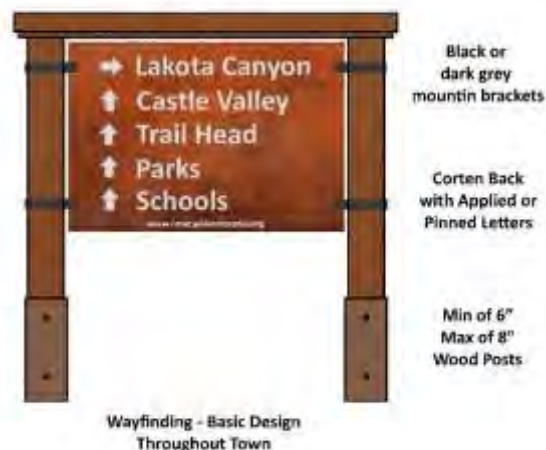 Lakota Canyon
Castle Valley
Trail Head
Parks
Schools
Black or
dark grey
mountin brackets
Corten Back
with Applied or
Pinned Letters
Min of 6"
Max of 8"
Wood Posts
Wayfinding - Basic Design
Throughout Town